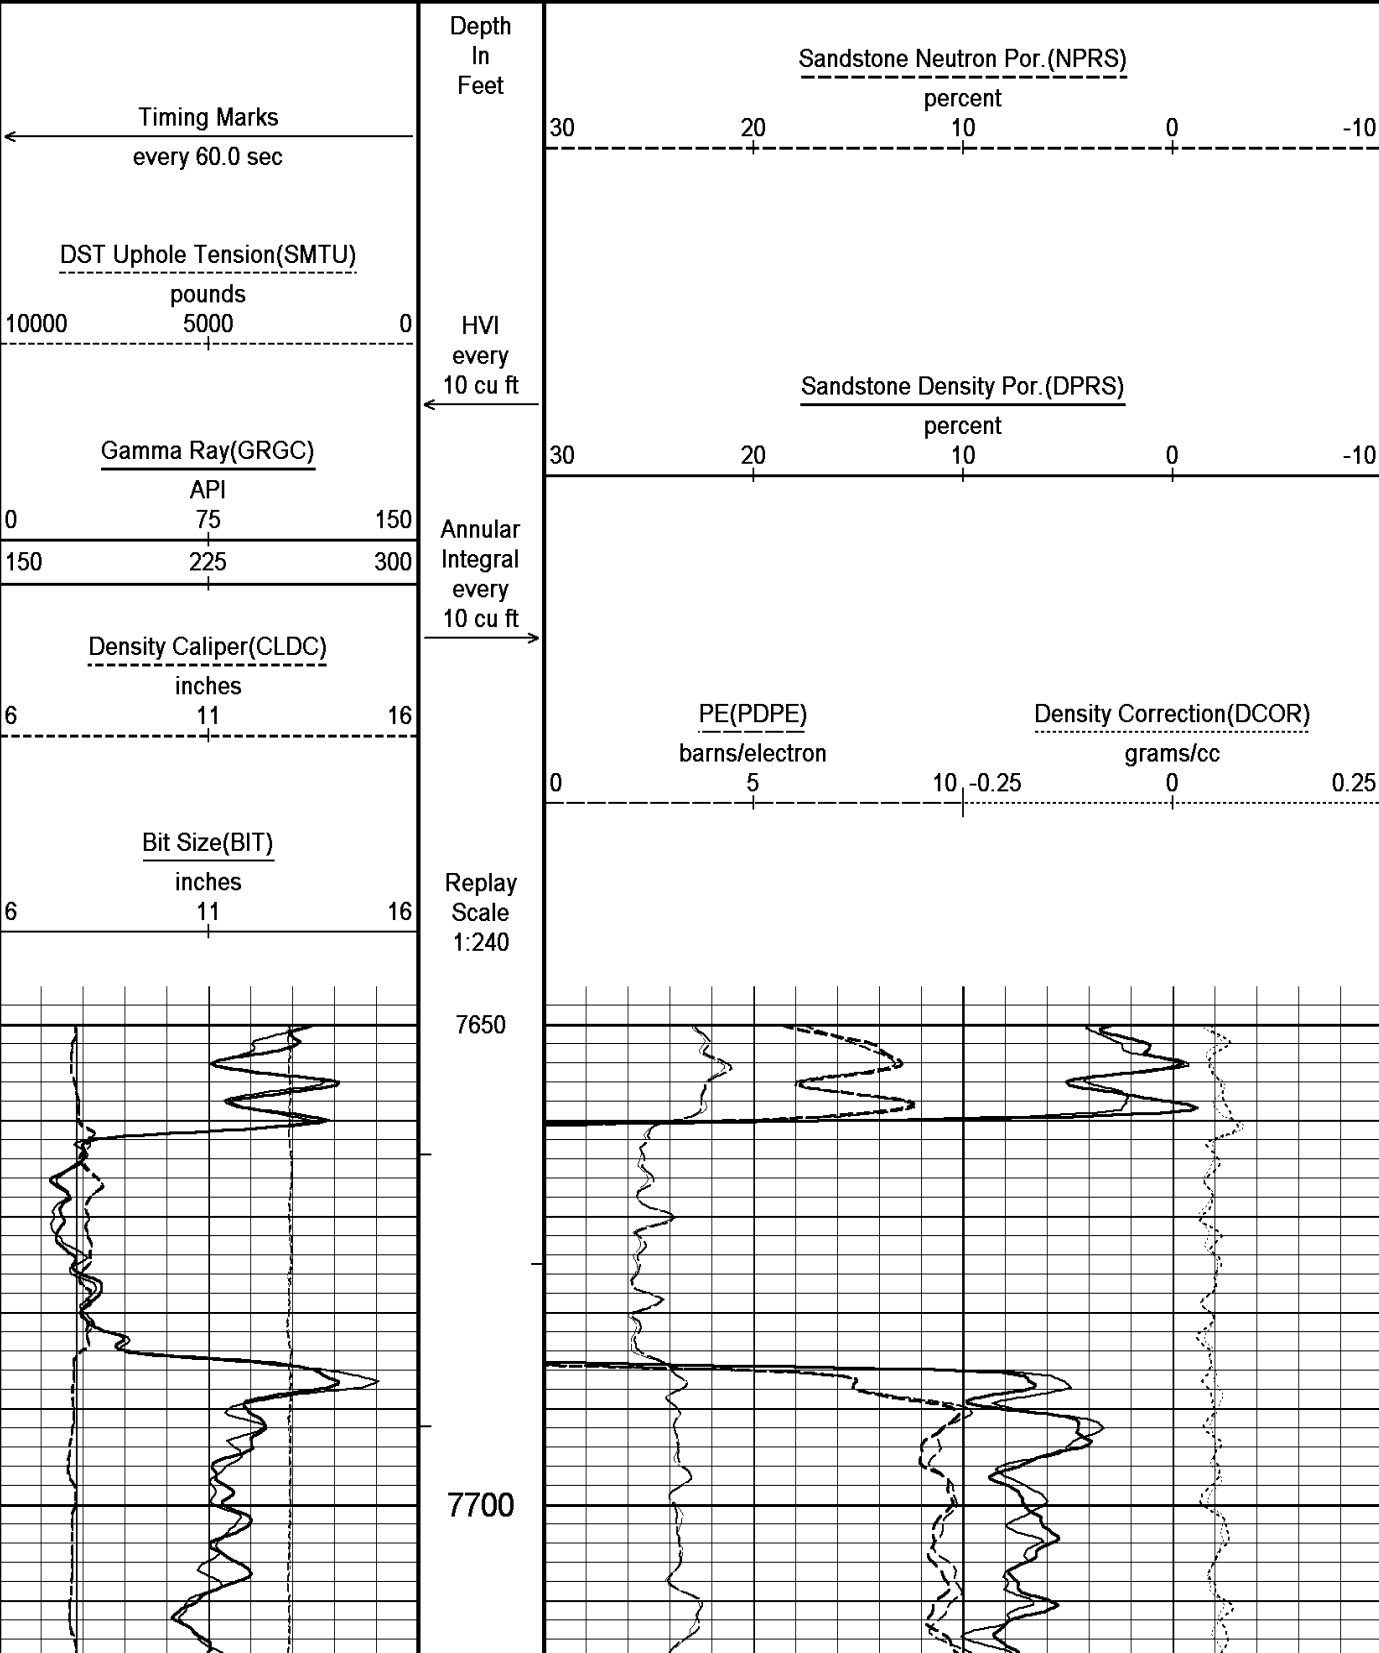 Timing Marks
every 60.0 sec
DST Uphole Tension(SMTU)
pounds
10000 5000 0
Gamma Ray(GRGC)
API
0 75 150
150 225 300
Density Caliper(CLDC)
inches
6 11 16
Bit Size(BIT)
inches
6 11 16
Depth
In
Feet
HVI
every
10 cu ft
Annular
Integral
every
10 cu ft
Replay
Scale
1:240
7650
7700
Sandstone Neutron Por.(NPRS)
percent
30 20 10 0 -10
Sandstone Density Por.(DPRS)
percent
30 20 10 0 -10
PE(PDPE)
barns/electron
0 5 10
Density Correction(DCOR)
grams/cc
-0.25 0 0.25